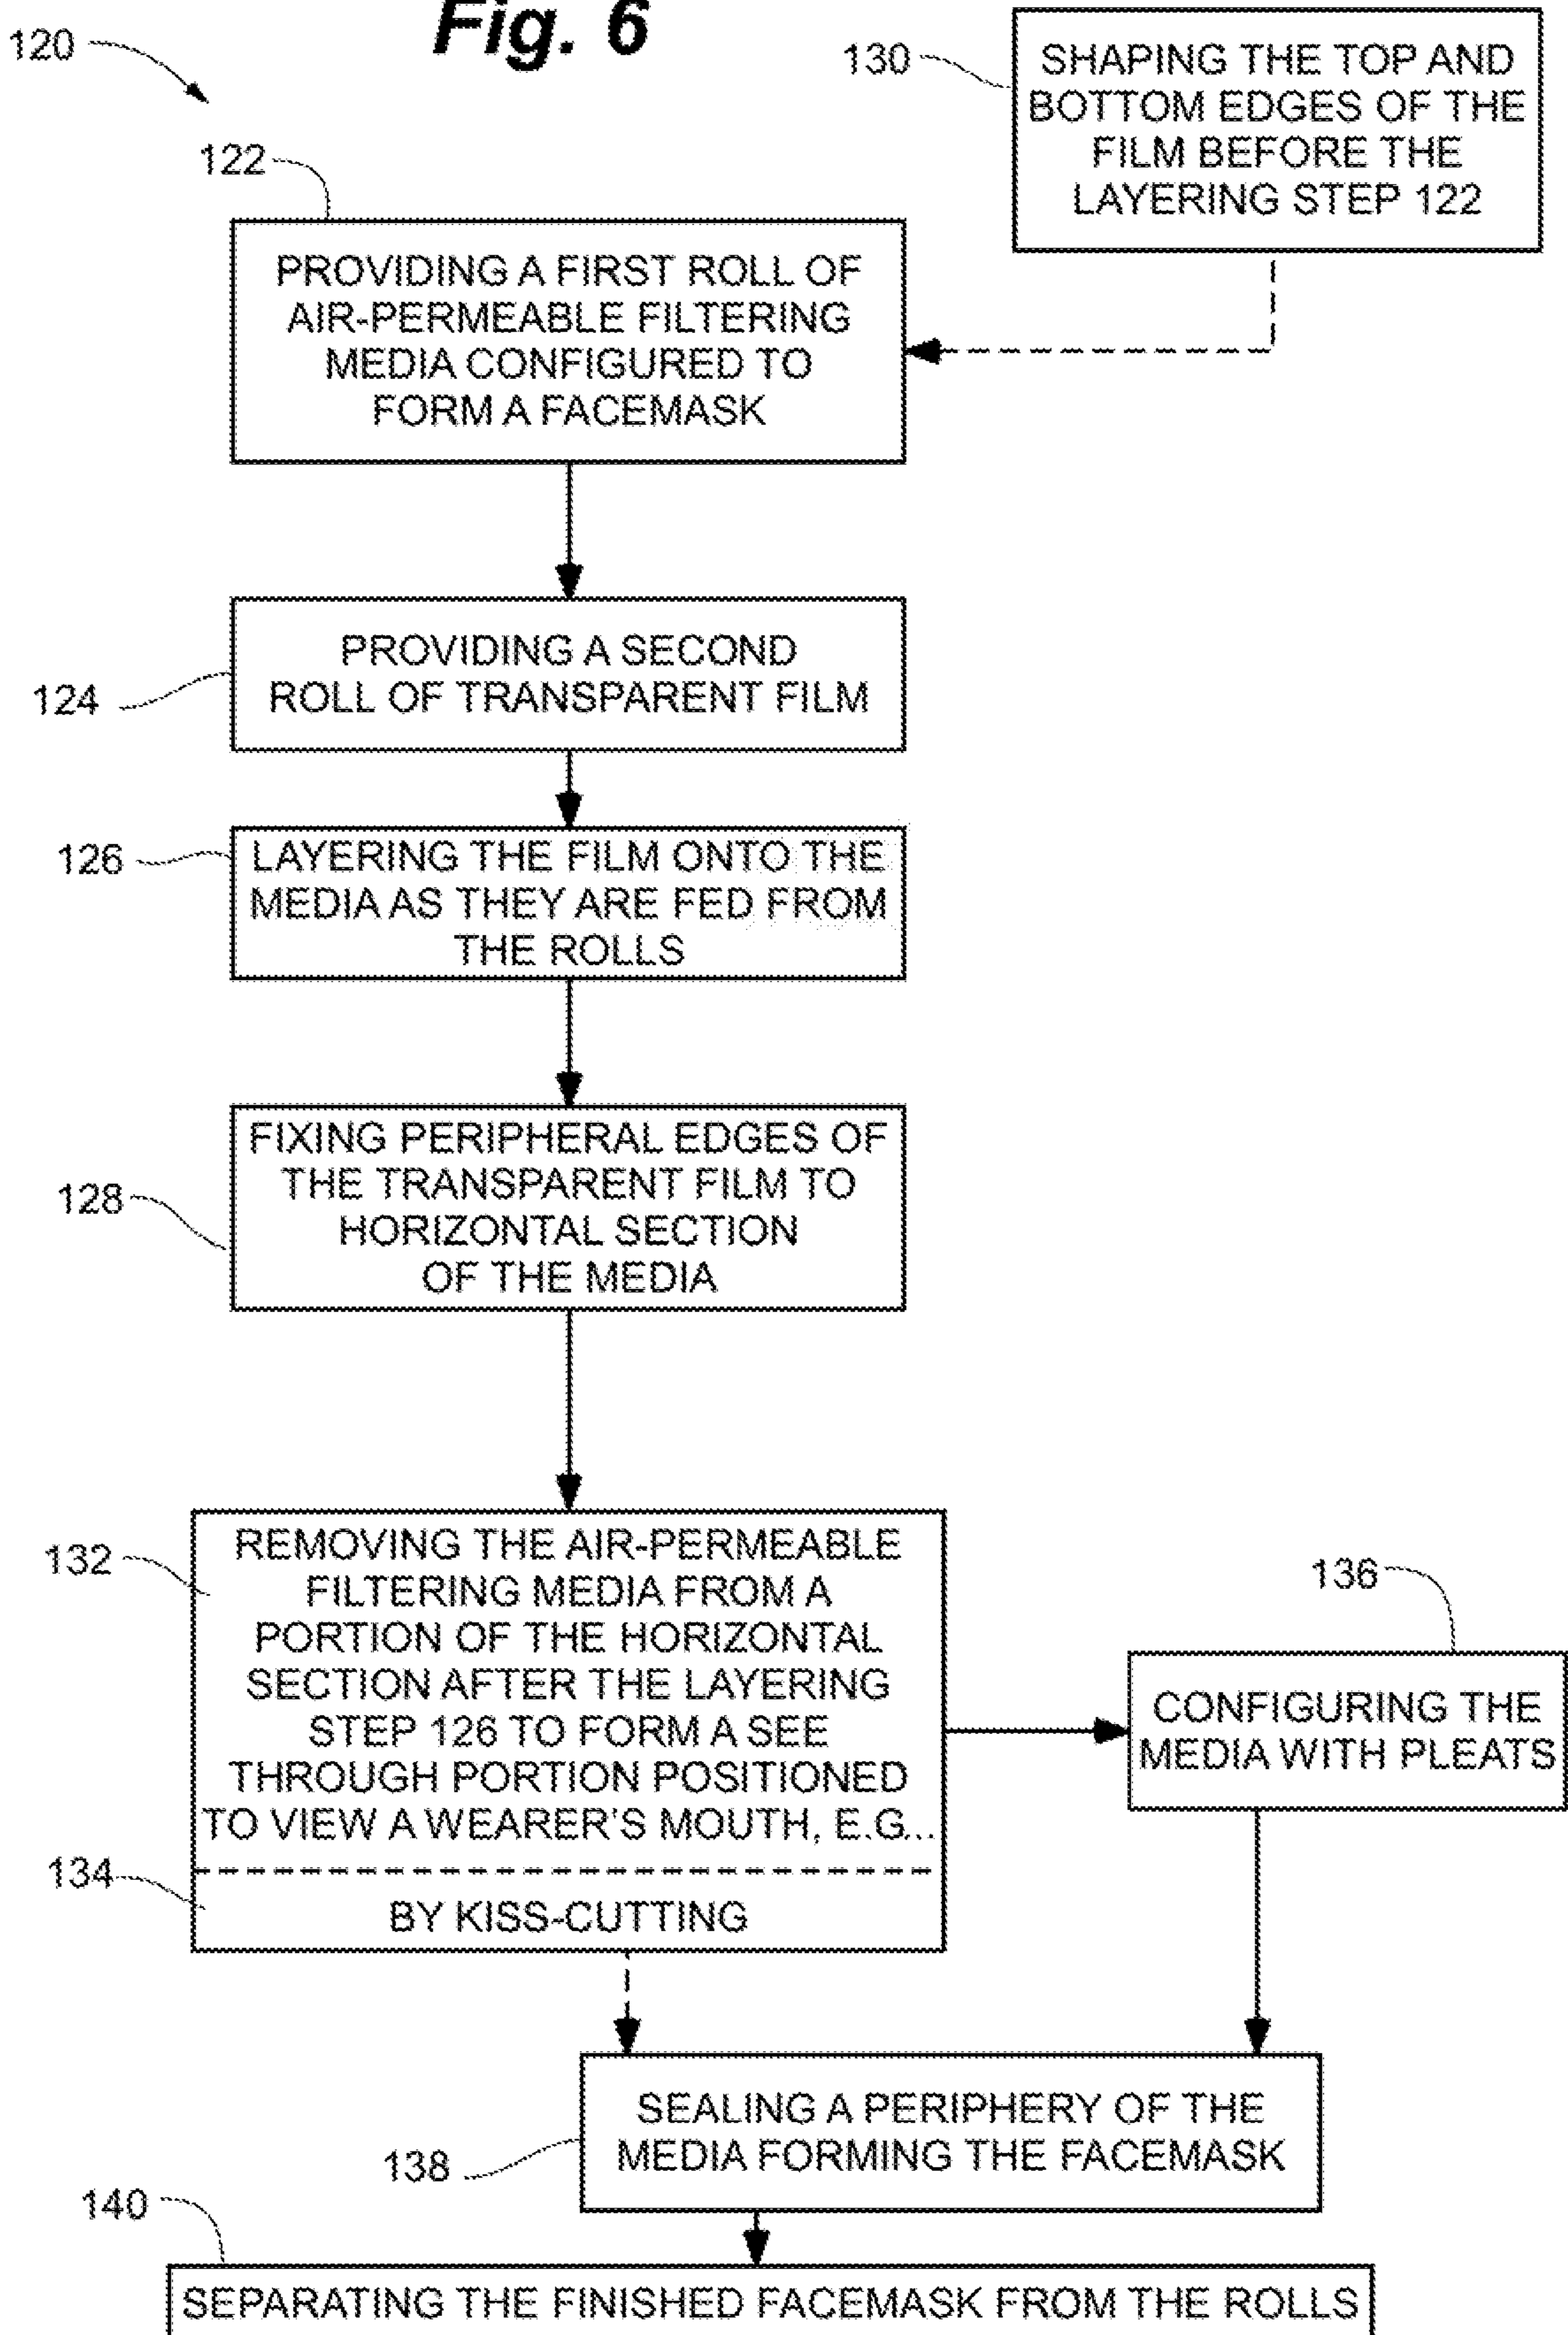 Fig. 6
120
130
SHAPING THE TOP AND
BOTTOM EDGES OF THE
FILM BEFORE THE
LAYERING STEP 122
122
PROVIDING A FIRST ROLL OF
AIR-PERMEABLE FILTERING
MEDIA CONFIGURED TO
FORM A FACEMASK
124
PROVIDING A SECOND
ROLL OF TRANSPARENT FILM
126
LAYERING THE FILM ONTO THE
MEDIA AS THEY ARE FED FROM
THE ROLLS
128
FIXING PERIPHERAL EDGES OF
THE TRANSPARENT FILM TO
HORIZONTAL SECTION
OF THE MEDIA
132
REMOVING THE AIR-PERMEABLE
FILTERING MEDIA FROM A
PORTION OF THE HORIZONTAL
SECTION AFTER THE LAYERING
STEP 126 TO FORM A SEE
THROUGH PORTION POSITIONED
TO VIEW A WEARER'S MOUTH, E.G...
134
BY KISS-CUTTING
136
CONFIGURING THE
MEDIA WITH PLEATS
138
SEALING A PERIPHERY OF THE
MEDIA FORMING THE FACEMASK
140
SEPARATING THE FINISHED FACEMASK FROM THE ROLLS